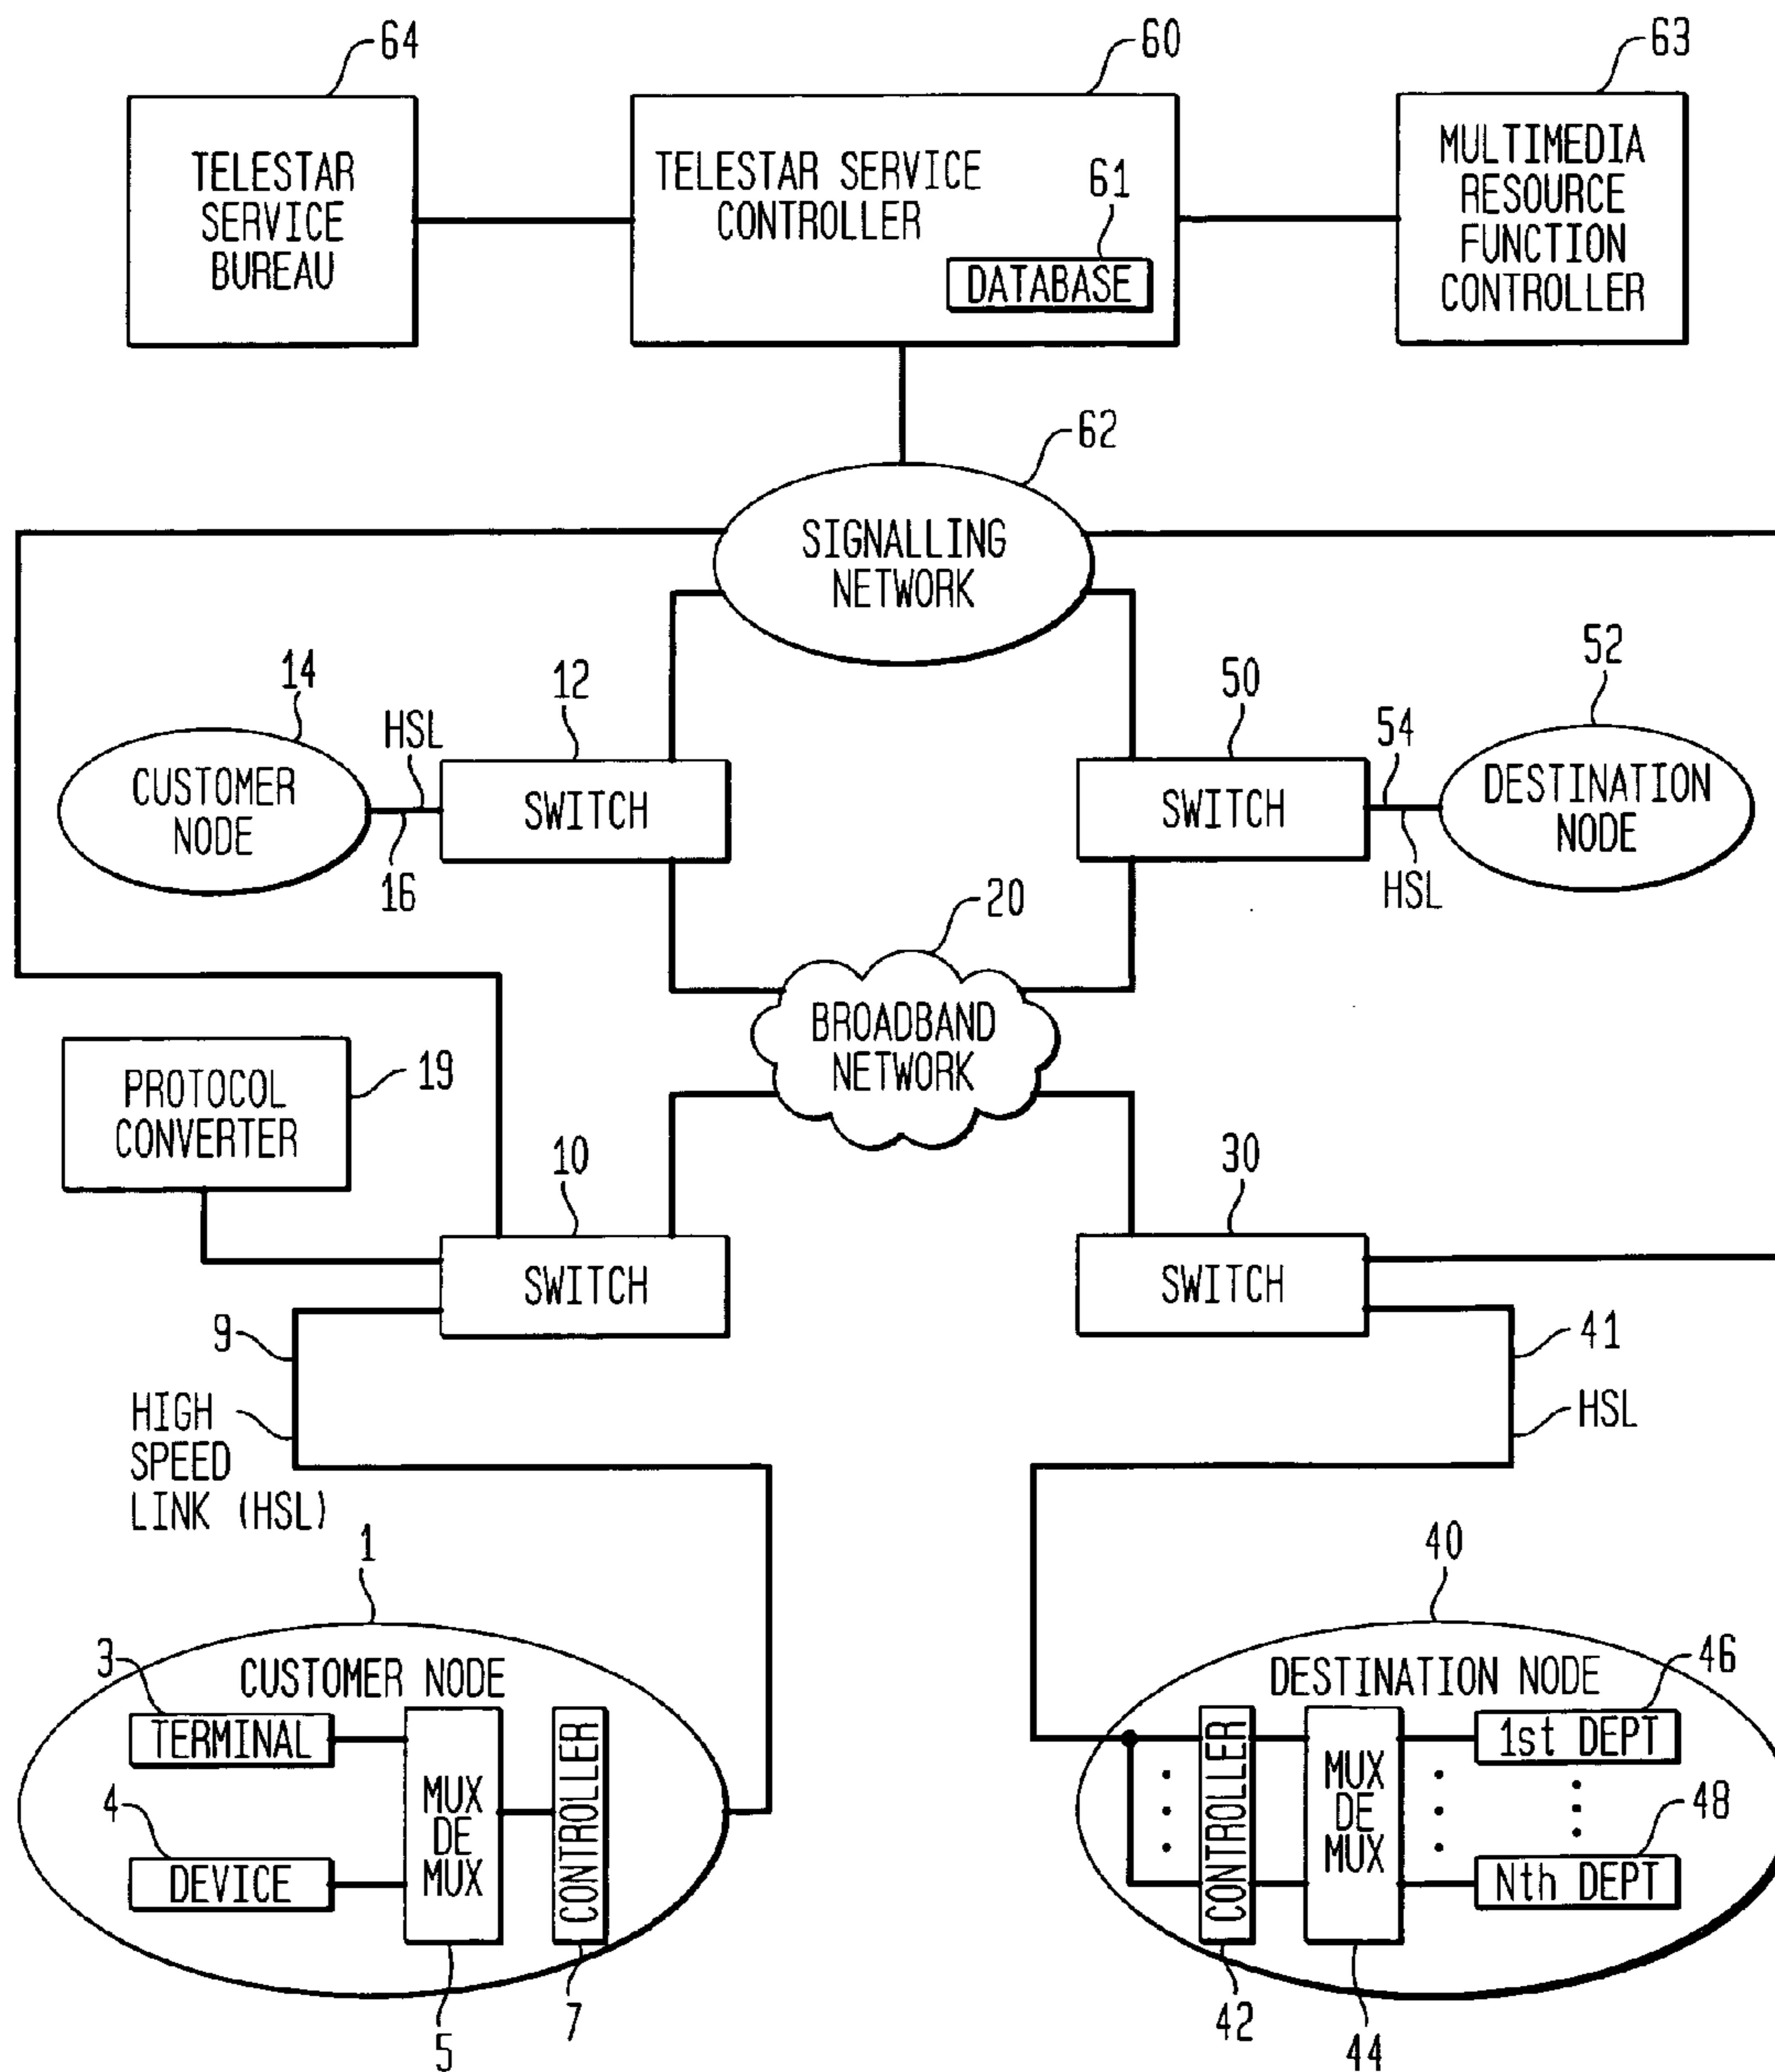 64
60
63
TELESTAR
SERVICE
BUREAU
TELESTAR SERVICE
CONTROLLER
61
DATABASE
MULTIMEDIA
RESOURCE
FUNCTION
CONTROLLER
62
SIGNALLING
NETWORK
14
CUSTOMER
NODE
HSL
16
12
SWITCH
50
SWITCH
54
HSL
52
DESTINATION
NODE
20
BROADBAND
NETWORK
PROTOCOL
CONVERTER
19
10
SWITCH
30
SWITCH
9
HIGH
SPEED
LINK (HSL)
41
HSL
1
CUSTOMER NODE
3
TERMINAL
4
DEVICE
MUX
DE
MUX
CONTROLLER
5
7
40
DESTINATION NODE
CONTROLLER
MUX
DE
MUX
46
1st DEPT
48
Nth DEPT
42
44